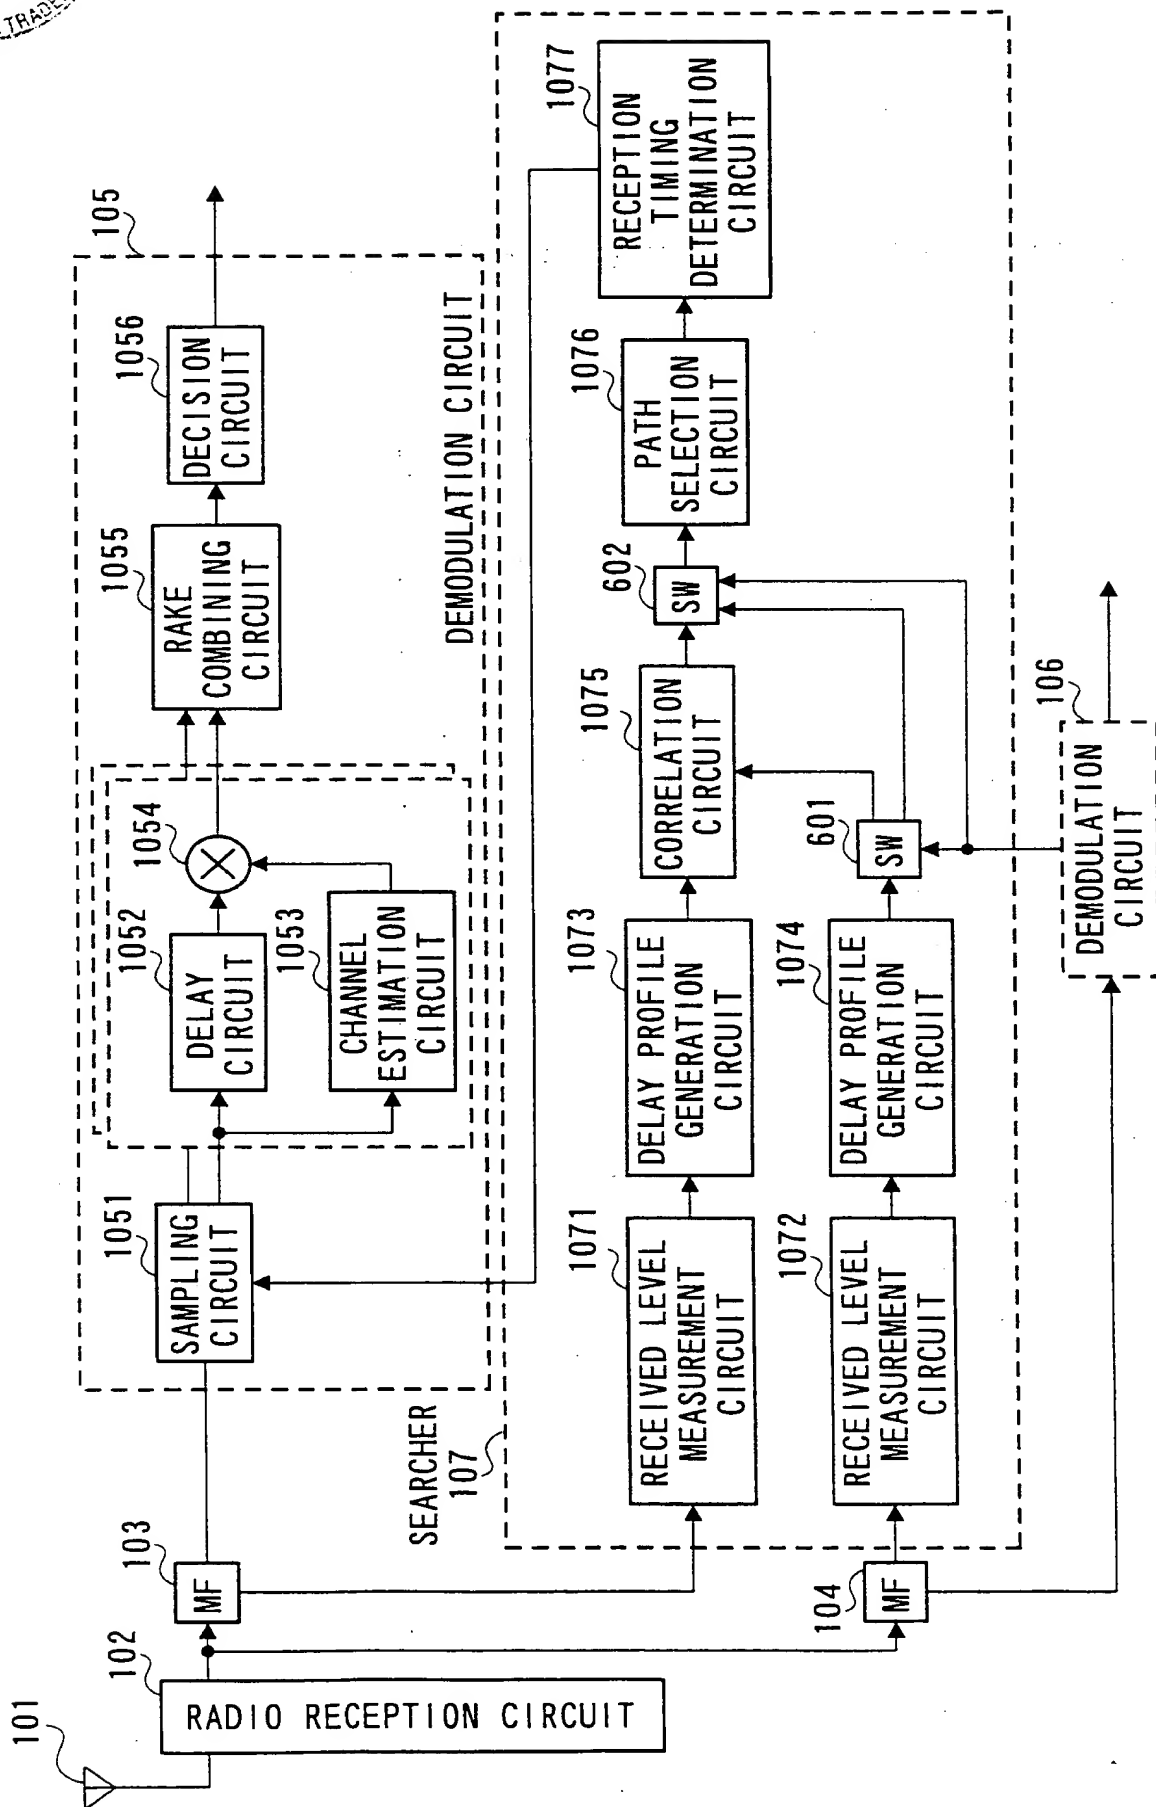 TRADE
101
102
RADIO RECEPTION CIRCUIT
103
MF
104
MF
105
DEMODULATION CIRCUIT
1051
SAMPLING
CIRCUIT
1052
DELAY
CIRCUIT
1053
CHANNEL
ESTIMATION
CIRCUIT
1054
1055
RAKE
COMBINING
CIRCUIT
1056
DECISION
CIRCUIT
SEARCHER
107
1071
RECEIVED LEVEL
MEASUREMENT
CIRCUIT
1073
DELAY PROFILE
GENERATION
CIRCUIT
1075
CORRELATION
CIRCUIT
602
SW
1076
PATH
SELECTION
CIRCUIT
1077
RECEPTION
TIMING
DETERMINATION
CIRCUIT
1072
RECEIVED LEVEL
MEASUREMENT
CIRCUIT
1074
DELAY PROFILE
GENERATION
CIRCUIT
601
SW
106
DEMODULATION
CIRCUIT